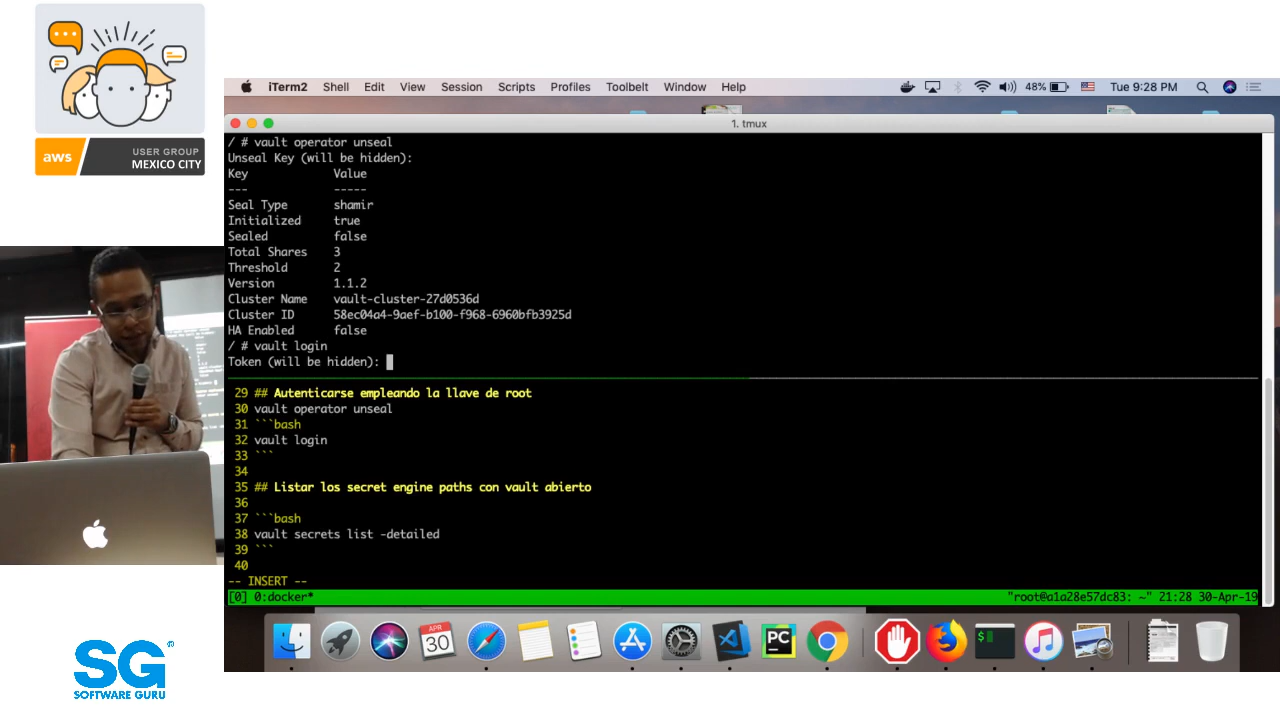 aws
USER GROUP
MEXICO CITY
iTerm2 Shell Edit View Session Scripts Profiles Toolbelt Window Help 48% Tue 9:28 PM
1. tmux
/ # vault operator unseal
Unseal Key (will be hidden):
Key Value
--- -----
Seal Type shamir
Initialized true
Sealed false
Total Shares 3
Threshold 2
Version 1.1.2
Cluster Name vault-cluster-27d0536d
Cluster ID 58ec04a4-9aef-b100-f968-6960bfb3925d
HA Enabled false
/ # vault login
Token (will be hidden):
29 ## Autenticarse empleando la llave de root
30 vault operator unseal
31 ```bash
32 vault login
33 ```
34
35 ## Listar los secret engine paths con vault abierto
36
37 ```bash
38 vault secrets list -detailed
39 ```
40
-- INSERT --
[0] 0:docker* "root@a1a28e57dc83: ~" 21:28 30-Apr-19
APR
30
PC
$
SG®
SOFTWARE GURU